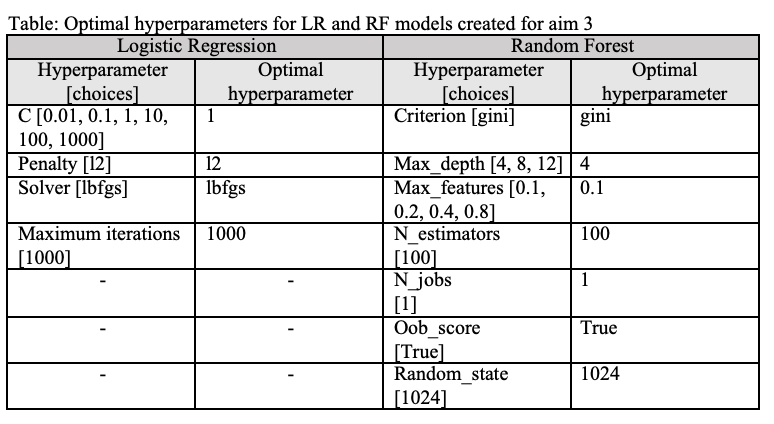 Table: Optimal hyperparameters for LR and RF models created for aim 3
Logistic Regression Random Forest
Hyperparameter Optimal Hyperparameter Optimal
[choices] hyperparameter [choices] hyperparameter
C [0.01, 0.1, 1, 10, 1 Criterion [gini] gini
100, 1000]
Penalty [l2] l2 Max_depth [4, 8, 12] 4
Solver [lbfgs] lbfgs Max_features [0.1, 0.1
0.2, 0.4, 0.8]
Maximum iterations 1000 N_estimators 100
[1000] [100]
- - N_jobs 1
[1]
- - Oob_score True
[True]
- - Random_state 1024
[1024]